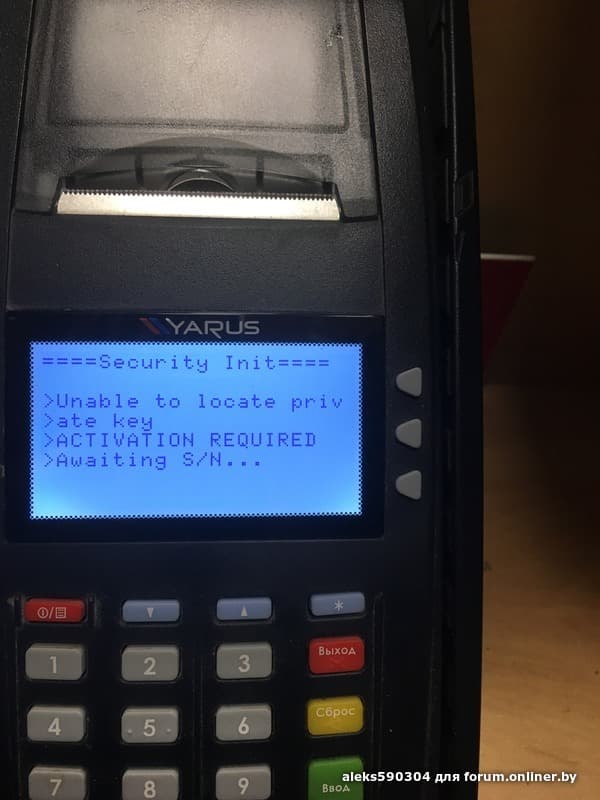 YARUS
====Security Init====
>Unable to locate priv
>ate key
>ACTIVATION REQUIRED
>Awaiting S/N...
*
1 2 3 Выход
4 5 6 Сброс
7 8 9 Ввод
aleks590304 для forum.onliner.by